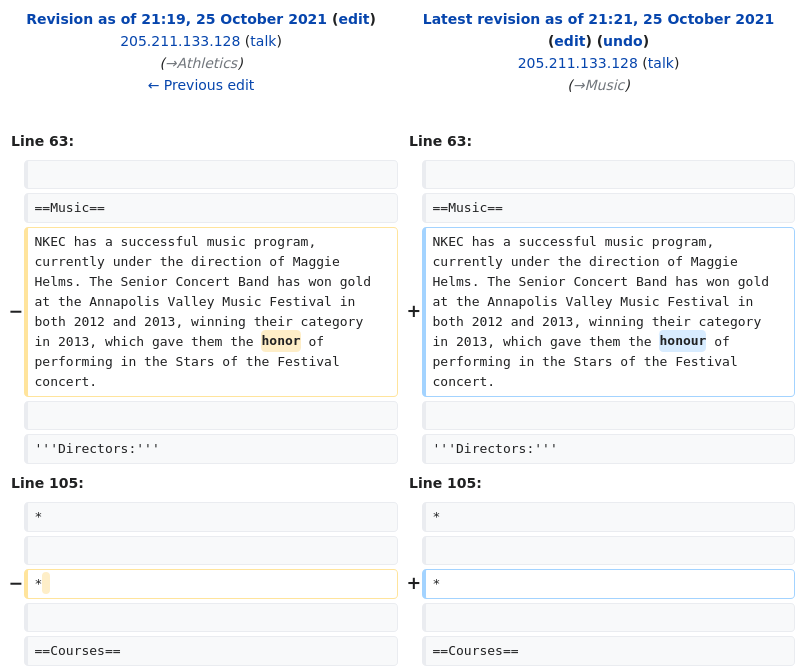 Revision as of 21:19, 25 October 2021 (edit)
205.211.133.128 (talk)
(→Athletics)
← Previous edit
Latest revision as of 21:21, 25 October 2021
(edit) (undo)
205.211.133.128 (talk)
(→Music)
Line 63:
Line 63:
==Music==
==Music==
−
NKEC has a successful music program,
currently under the direction of Maggie
Helms. The Senior Concert Band has won gold
at the Annapolis Valley Music Festival in
both 2012 and 2013, winning their category
in 2013, which gave them the honor of
performing in the Stars of the Festival
concert.
+
NKEC has a successful music program,
currently under the direction of Maggie
Helms. The Senior Concert Band has won gold
at the Annapolis Valley Music Festival in
both 2012 and 2013, winning their category
in 2013, which gave them the honour of
performing in the Stars of the Festival
concert.
'''Directors:'''
'''Directors:'''
Line 105:
Line 105:
*
*
− *
+ *
==Courses==
==Courses==